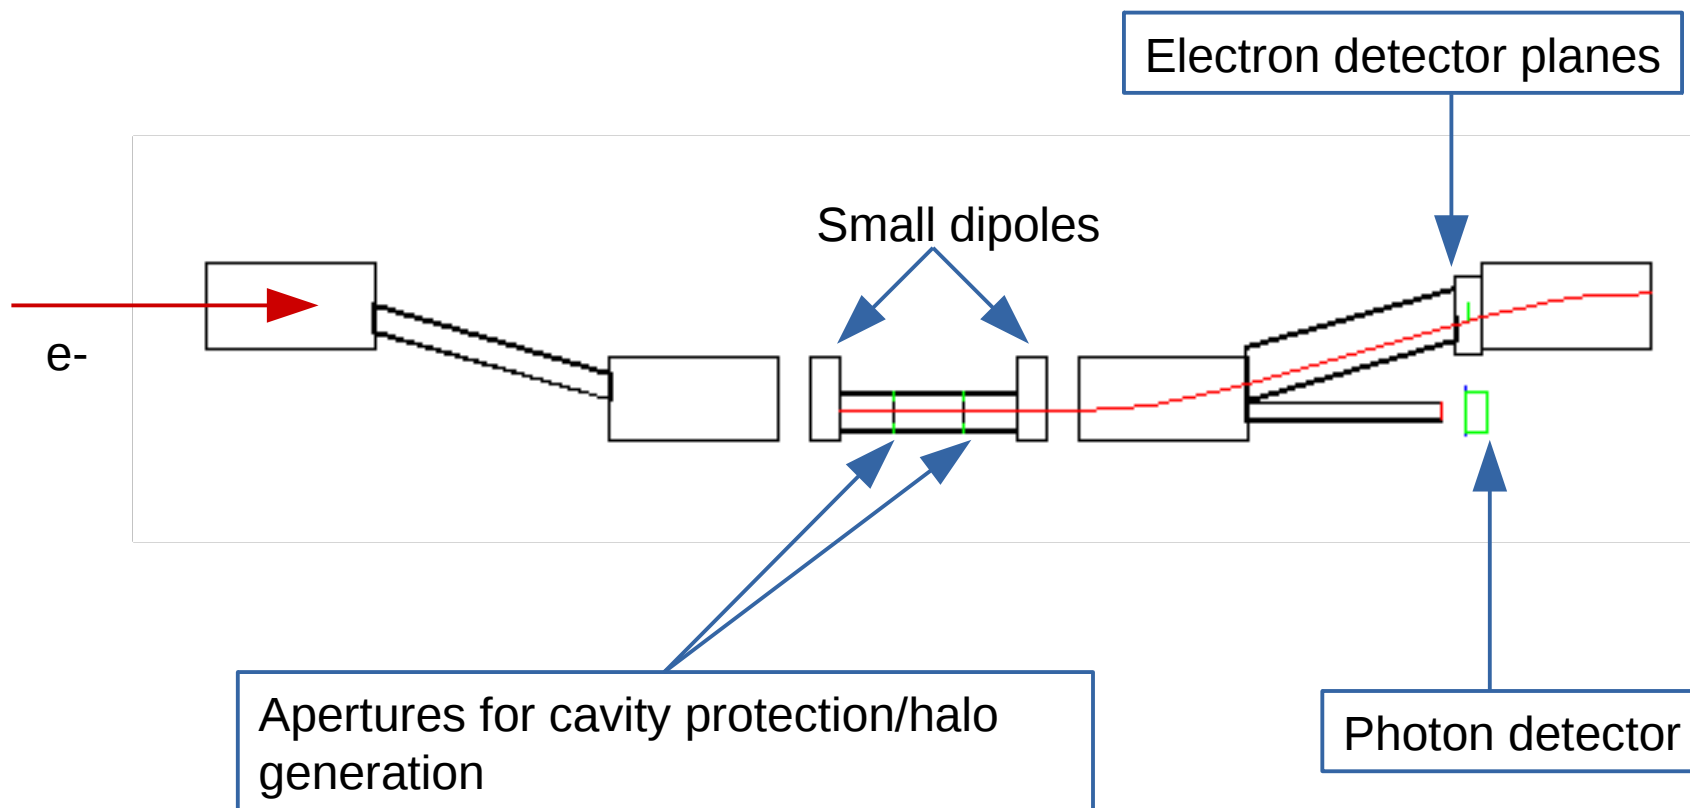 Electron detector planes
Small dipoles
e-
Apertures for cavity protection/halo
generation
Photon detector